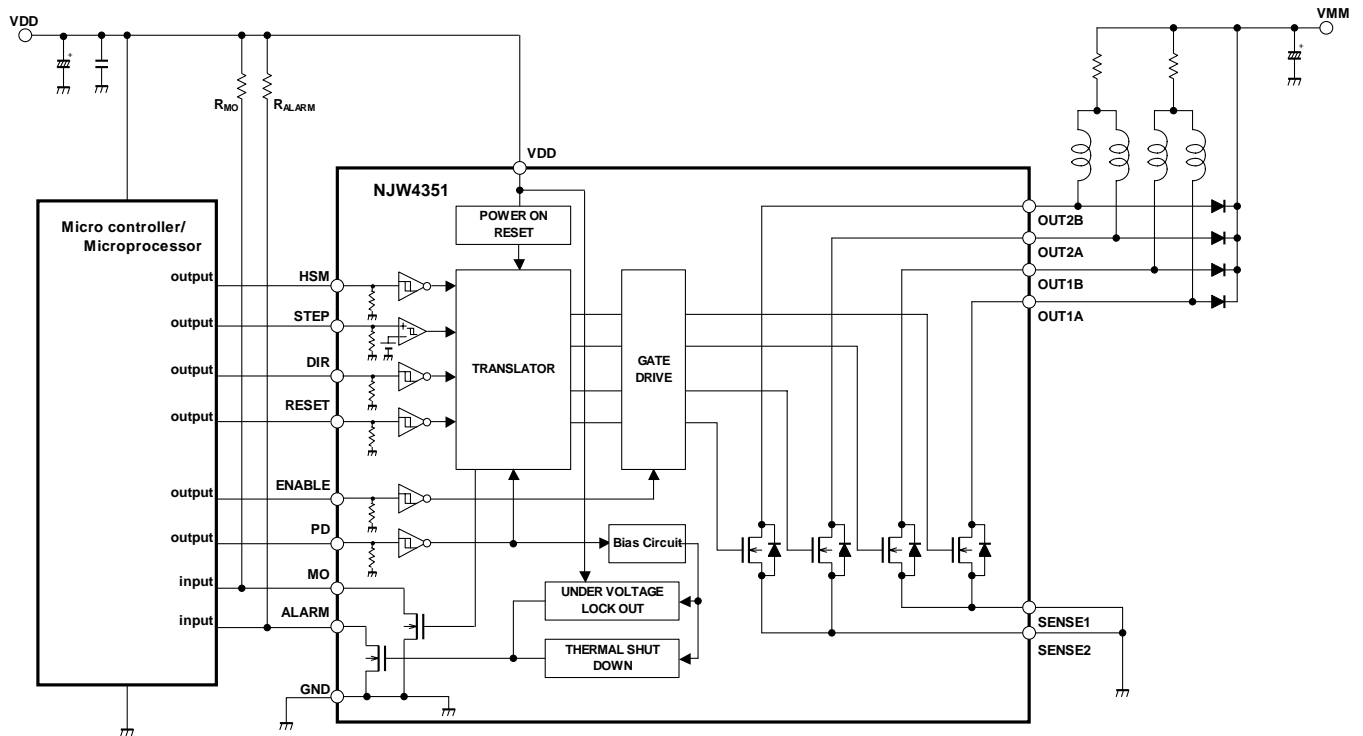 VDD
VMM
RMO
RALARM
VDD
NJW4351
POWER ON
RESET
Micro controller/
Microprocessor
output
HSM
output
STEP
output
DIR
output
RESET
TRANSLATOR
GATE
DRIVE
OUT2B
OUT2A
OUT1B
OUT1A
output
ENABLE
output
PD
Bias Circuit
input
MO
UNDER VOLTAGE
LOCK OUT
input
ALARM
SENSE1
SENSE2
THERMAL SHUT
DOWN
GND